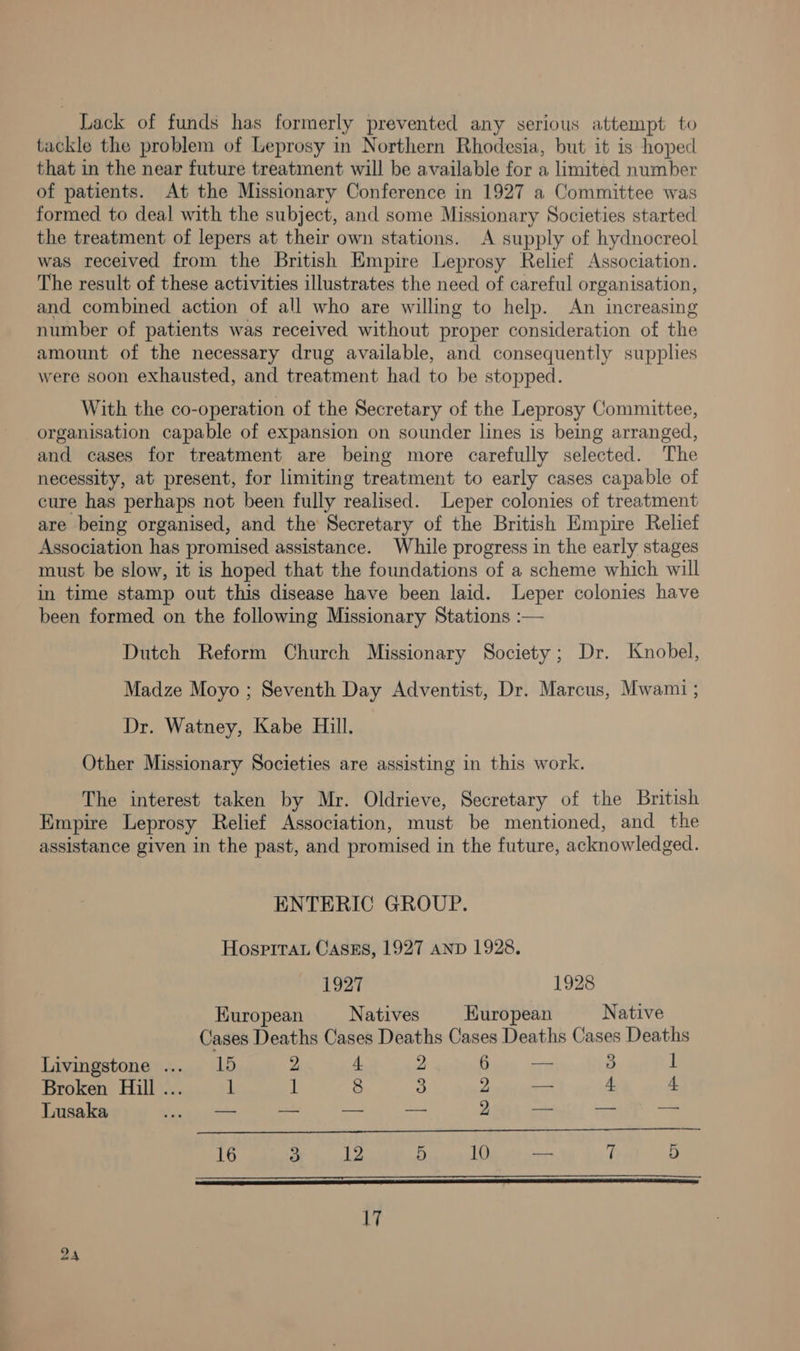 Lack of funds has formerly prevented any serious attempt to
tackle the problem of Leprosy in Northern Rhodesia, but it is hoped
that in the near future treatment will be available for a limited number
of patients. At the Missionary Conference in 1927 a Committee was
formed to deal with the subject, and some Missionary Societies started
the treatment of lepers at their own stations. A supply of hydnocreol
was received from the British Empire Leprosy Relief Association.
The result of these activities illustrates the need of careful organisation,
and combined action of all who are willing to help. An increasing
number of patients was received without proper consideration of the
amount of the necessary drug available, and consequently supplies
were soon exhausted, and treatment had to be stopped.
With the co-operation of the Secretary of the Leprosy Committee,
organisation capable of expansion on sounder lines is being arranged,
and cases for treatment are being more carefully selected. The
necessity, at present, for limiting treatment to early cases capable of
cure has perhaps not been fully realised. Leper colonies of treatment
are being organised, and the Secretary of the British Empire Relief
Association has promised assistance. While progress in the early stages
must be slow, it is hoped that the foundations of a scheme which will
in time stamp out this disease have been laid. Leper colonies have
been formed on the following Missionary Stations :—
Dutch Reform Church Missionary Society; Dr. Knobel,
Madze Moyo ; Seventh Day Adventist, Dr. Marcus, Mwami ;
Dr. Watney, Kabe Hill.
Other Missionary Societies are assisting in this work.
The interest taken by Mr. Oldrieve, Secretary of the British
Empire Leprosy Relief Association, must be mentioned, and the
assistance given in the past, and promised in the future, acknowledged.
ENTERIC GROUP.
HOSPITAL CASES, 1927 AND 1928.
1927 1928
European Natives European Native
Cases Deaths Cases Deaths Cases Deaths Cases Deaths
Livingstone ... 15 2 4 2 6 — 3 1
Broken Hill ... 1 1 8 3 2 — 4 4
Lusaka ... — — — — 2 — — —
16 3 12 5 10 — 7 5
17
2A